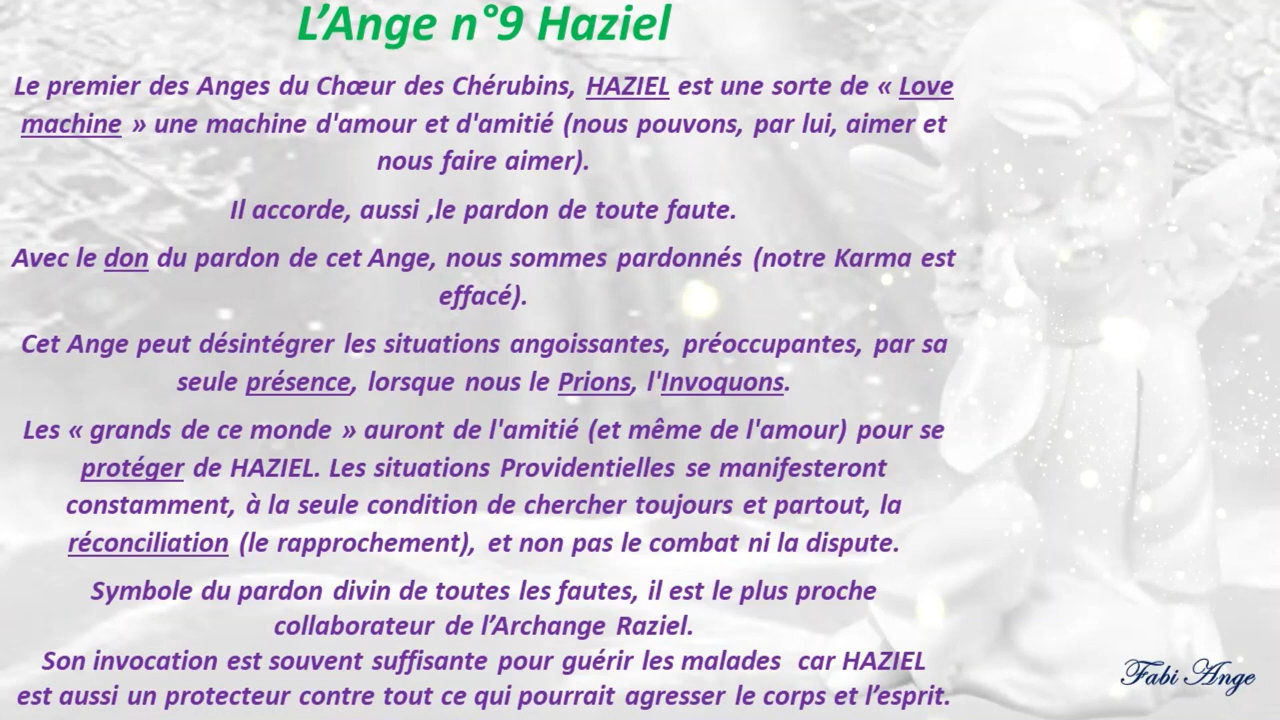 L’Ange n°9 Haziel
Le premier des Anges du Chœur des Chérubins, HAZIEL est une sorte de « Love
machine » une machine d'amour et d'amitié (nous pouvons, par lui, aimer et
nous faire aimer).
Il accorde, aussi ,le pardon de toute faute.
Avec le don du pardon de cet Ange, nous sommes pardonnés (notre Karma est
effacé).
Cet Ange peut désintégrer les situations angoissantes, préoccupantes, par sa
seule présence, lorsque nous le Prions, l'Invoquons.
Les « grands de ce monde » auront de l'amitié (et même de l'amour) pour se
protéger de HAZIEL. Les situations Providentielles se manifesteront
constamment, à la seule condition de chercher toujours et partout, la
réconciliation (le rapprochement), et non pas le combat ni la dispute.
Symbole du pardon divin de toutes les fautes, il est le plus proche
collaborateur de l’Archange Raziel.
Son invocation est souvent suffisante pour guérir les malades car HAZIEL
est aussi un protecteur contre tout ce qui pourrait agresser le corps et l’esprit.
Fabi Ange